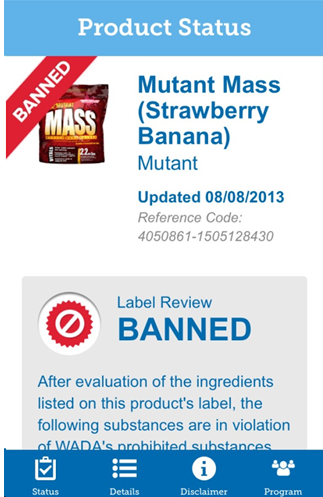 Product Status
BANNED
MASS
2.2
Mutant Mass
(Strawberry
Banana)
Mutant
Updated 08/08/2013
Reference Code:
4050861-1505128430
Label Review
BANNED
After evaluation of the ingredients
listed on this product's label, the
following substances are in violation
of WADA's prohibited substances
Status
Details
Disclaimer
Program